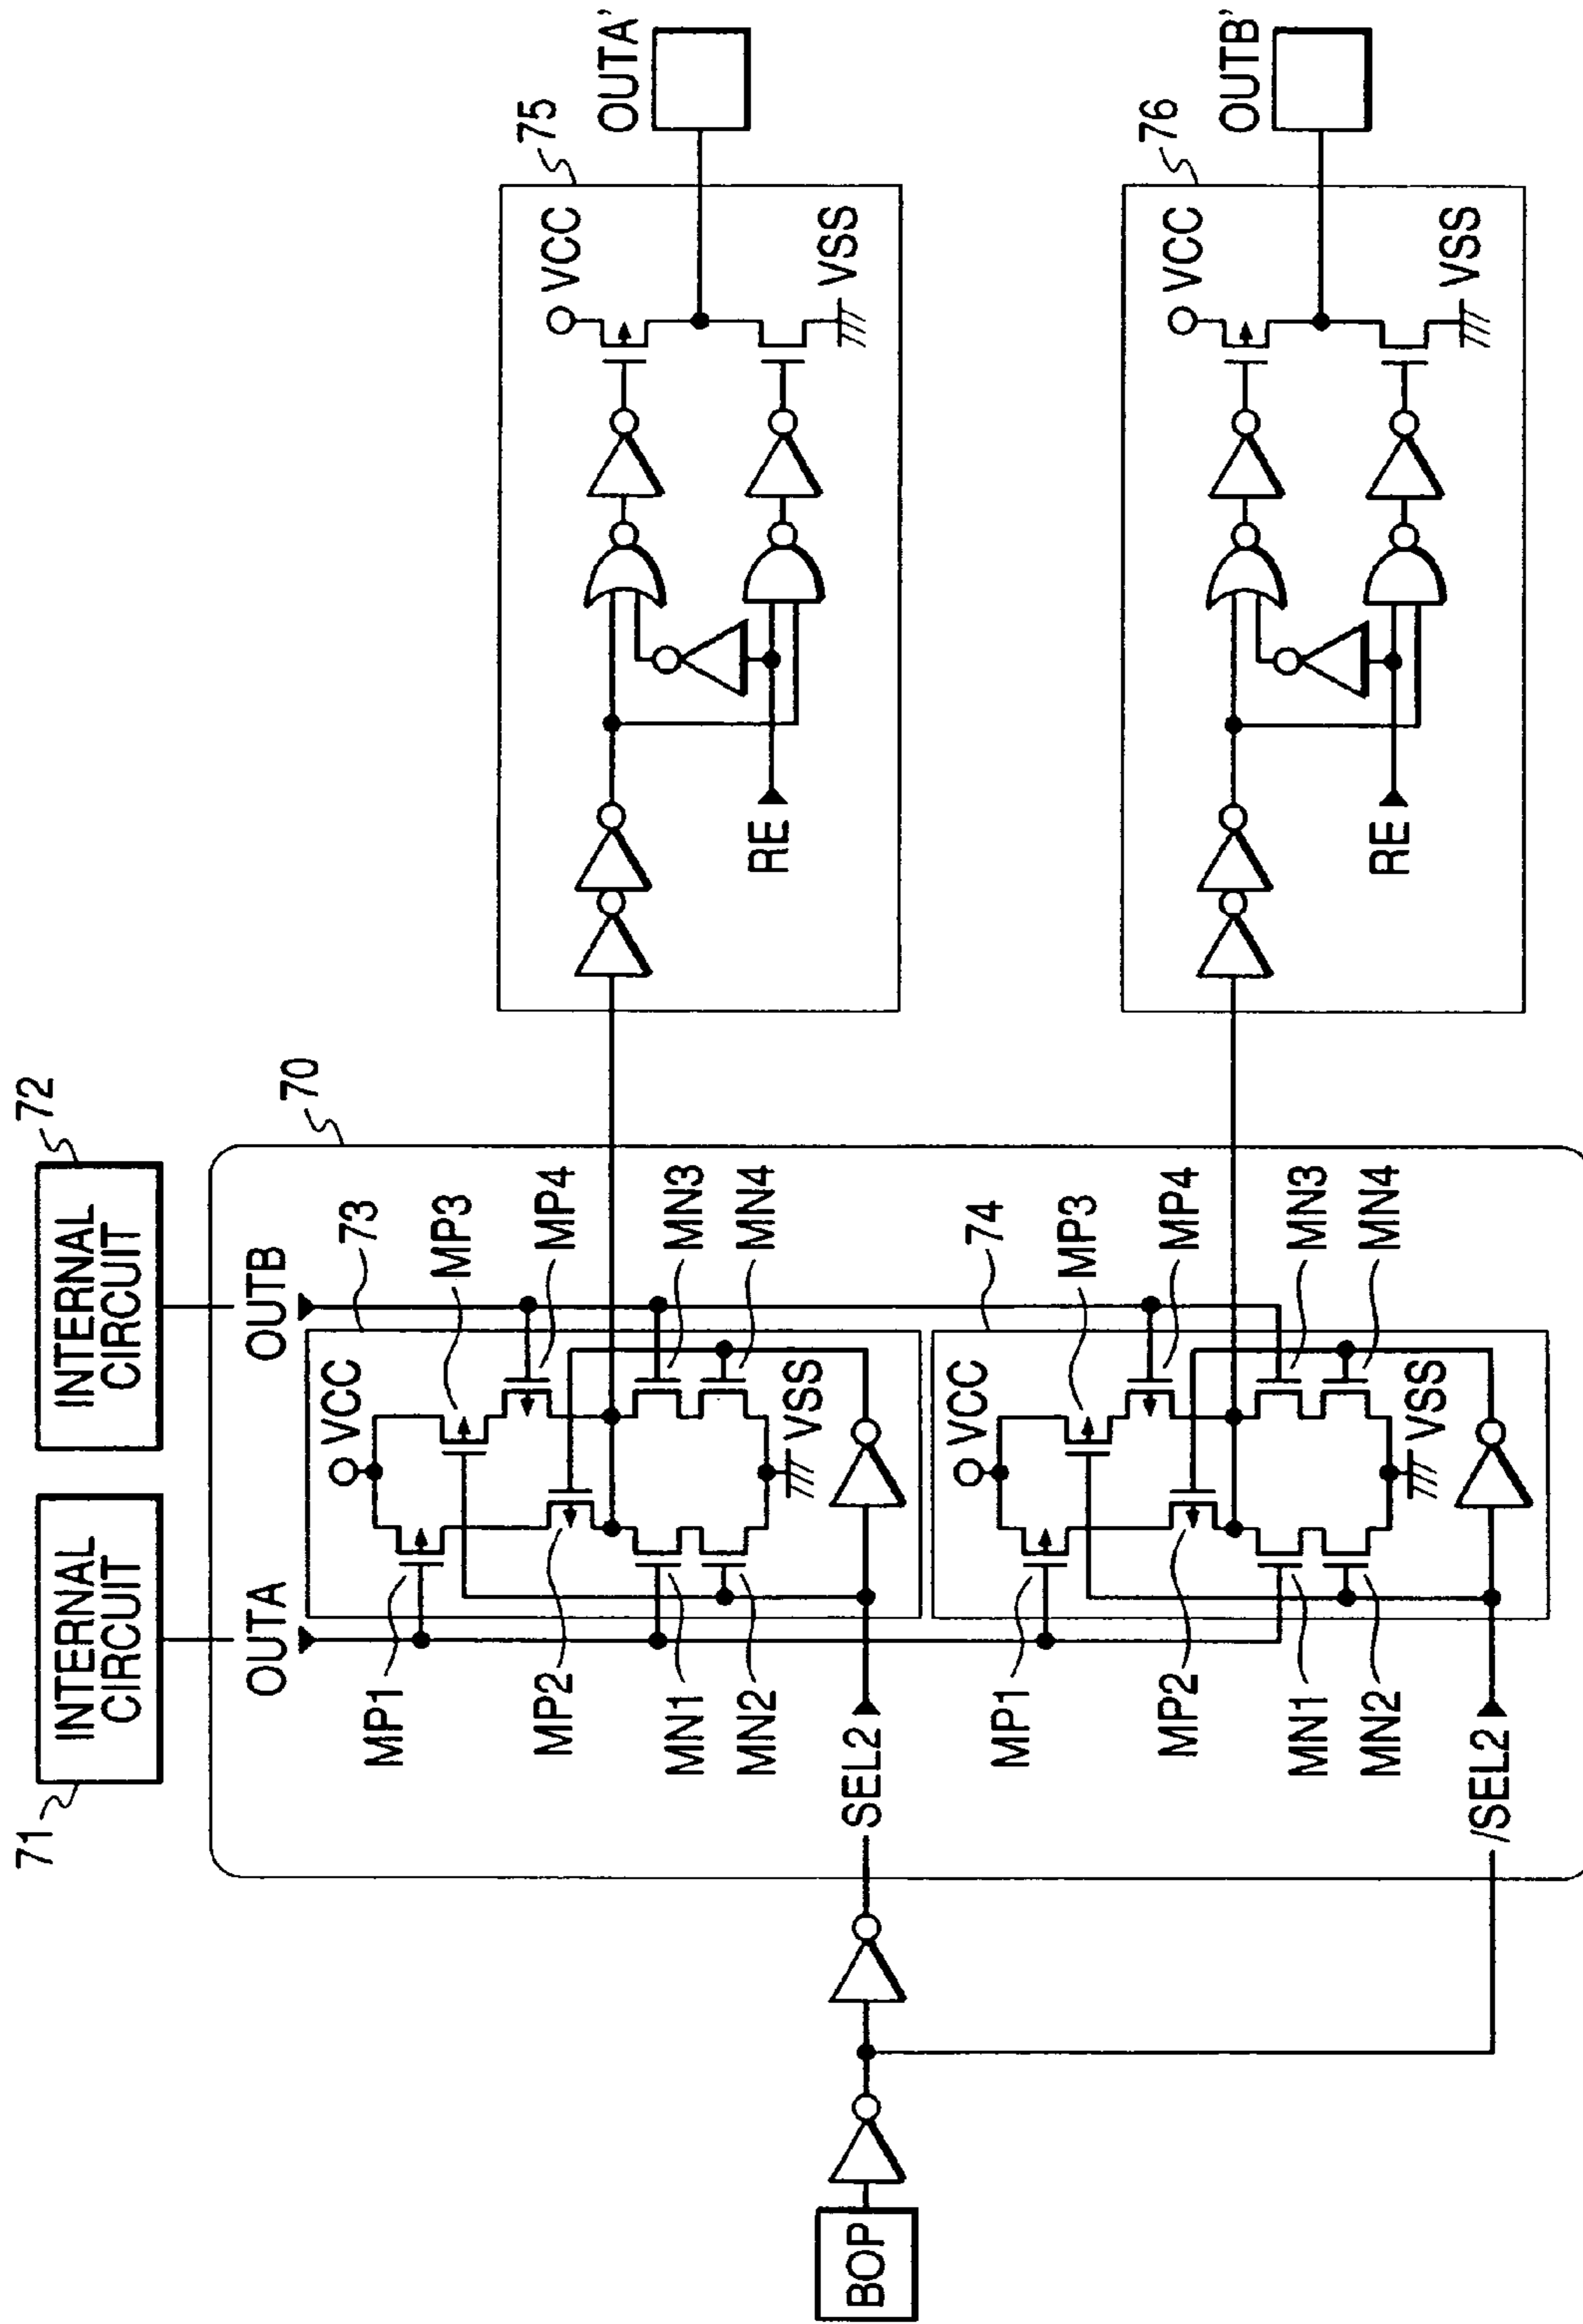 71
INTERNAL
CIRCUIT
72
INTERNAL
CIRCUIT
70
OUTA
OUTB
73
VCC
MP1
MP2
MP3
MP4
MN1
MN2
MN3
MN4
VSS
SEL2
74
VCC
MP1
MP2
MP3
MP4
MN1
MN2
MN3
MN4
VSS
/SEL2
BOP
75
VCC
VSS
RE
OUTA'
76
VCC
VSS
RE
OUTB'